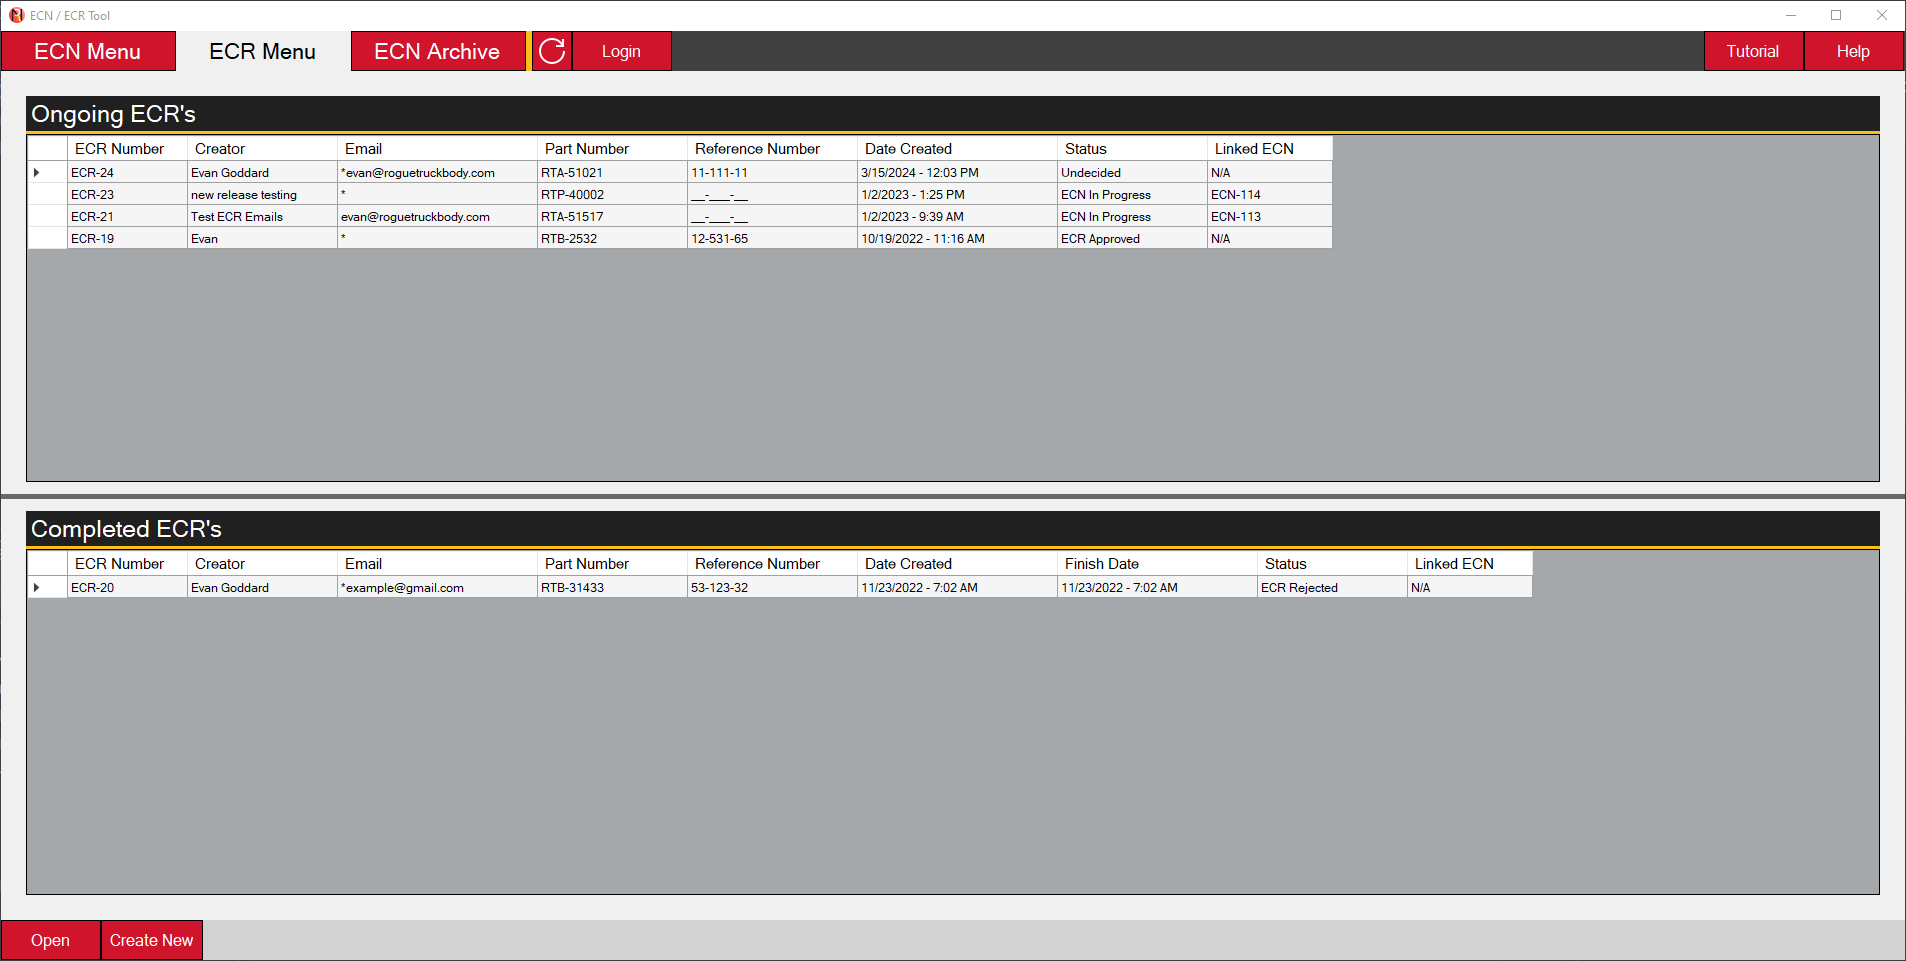 ECN / ECR Tool
ECN Menu ECR Menu ECN Archive Login Tutorial Help
Ongoing ECR's
ECR Number Creator Email Part Number Reference Number Date Created Status Linked ECN
ECR-24 Evan Goddard *evan@roguetruckbody.com RTA-51021 11-111-11 3/15/2024 - 12:03 PM Undecided N/A
ECR-23 new release testing * RTP-40002 __-___-__ 1/2/2023 - 1:25 PM ECN In Progress ECN-114
ECR-21 Test ECR Emails evan@roguetruckbody.com RTA-51517 __-___-__ 1/2/2023 - 9:39 AM ECN In Progress ECN-113
ECR-19 Evan * RTB-2532 12-531-65 10/19/2022 - 11:16 AM ECR Approved N/A
Completed ECR's
ECR Number Creator Email Part Number Reference Number Date Created Finish Date Status Linked ECN
ECR-20 Evan Goddard *example@gmail.com RTB-31433 53-123-32 11/23/2022 - 7:02 AM 11/23/2022 - 7:02 AM ECR Rejected N/A
Open Create New